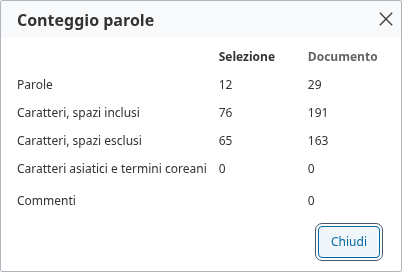 Conteggio parole
Selezione Documento
Parole 12 29
Caratteri, spazi inclusi 76 191
Caratteri, spazi esclusi 65 163
Caratteri asiatici e termini coreani 0 0
Commenti 0
Chiudi